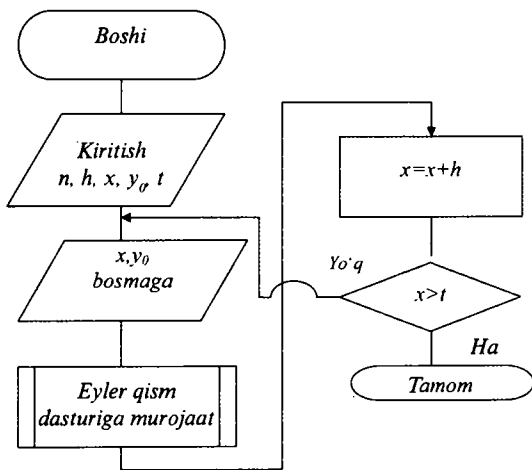 Boshi
Kiritish
n, h, x, y₀, t
x,y₀
bosmaga
Eyler qism
dasturiga murojaat
x=x+h
Yo'q
x>t
Ha
Tamom